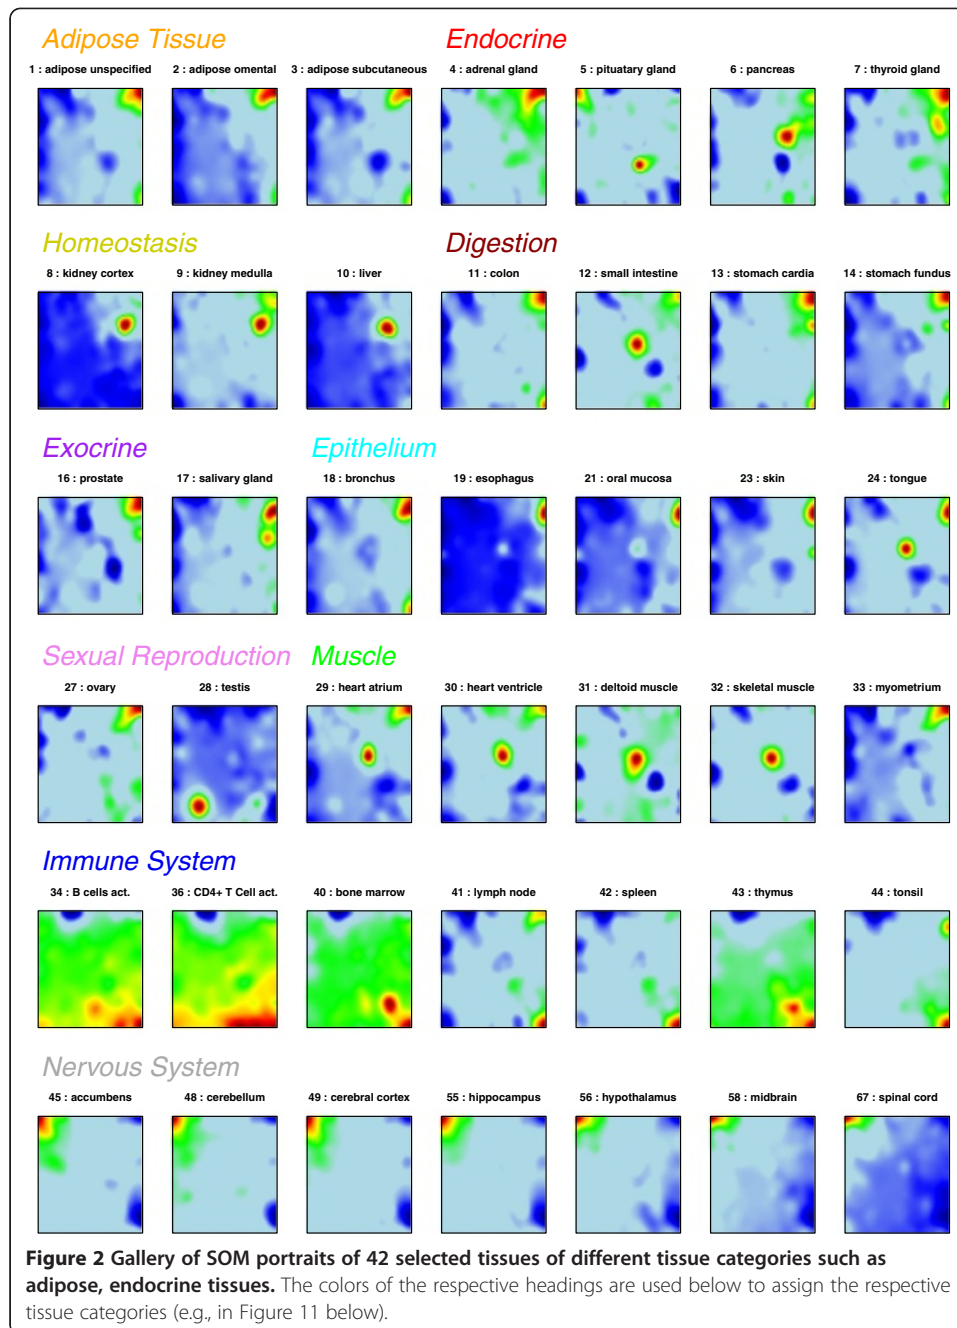 Adipose Tissue Endocrine
1 : adipose unspecified 2 : adipose omental 3 : adipose subcutaneous 4 : adrenal gland 5 : pituatary gland 6 : pancreas 7 : thyroid gland
Homeostasis Digestion
8 : kidney cortex 9 : kidney medulla 10 : liver 11 : colon 12 : small intestine 13 : stomach cardia 14 : stomach fundus
Exocrine Epithelium
16 : prostate 17 : salivary gland 18 : bronchus 19 : esophagus 21 : oral mucosa 23 : skin 24 : tongue
Sexual Reproduction Muscle
27 : ovary 28 : testis 29 : heart atrium 30 : heart ventricle 31 : deltoid muscle 32 : skeletal muscle 33 : myometrium
Immune System
34 : B cells act. 36 : CD4+ T Cell act. 40 : bone marrow 41 : lymph node 42 : spleen 43 : thymus 44 : tonsil
Nervous System
45 : accumbens 48 : cerebellum 49 : cerebral cortex 55 : hippocampus 56 : hypothalamus 58 : midbrain 67 : spinal cord
Figure 2 Gallery of SOM portraits of 42 selected tissues of different tissue categories such as
adipose, endocrine tissues. The colors of the respective headings are used below to assign the respective
tissue categories (e.g., in Figure 11 below).